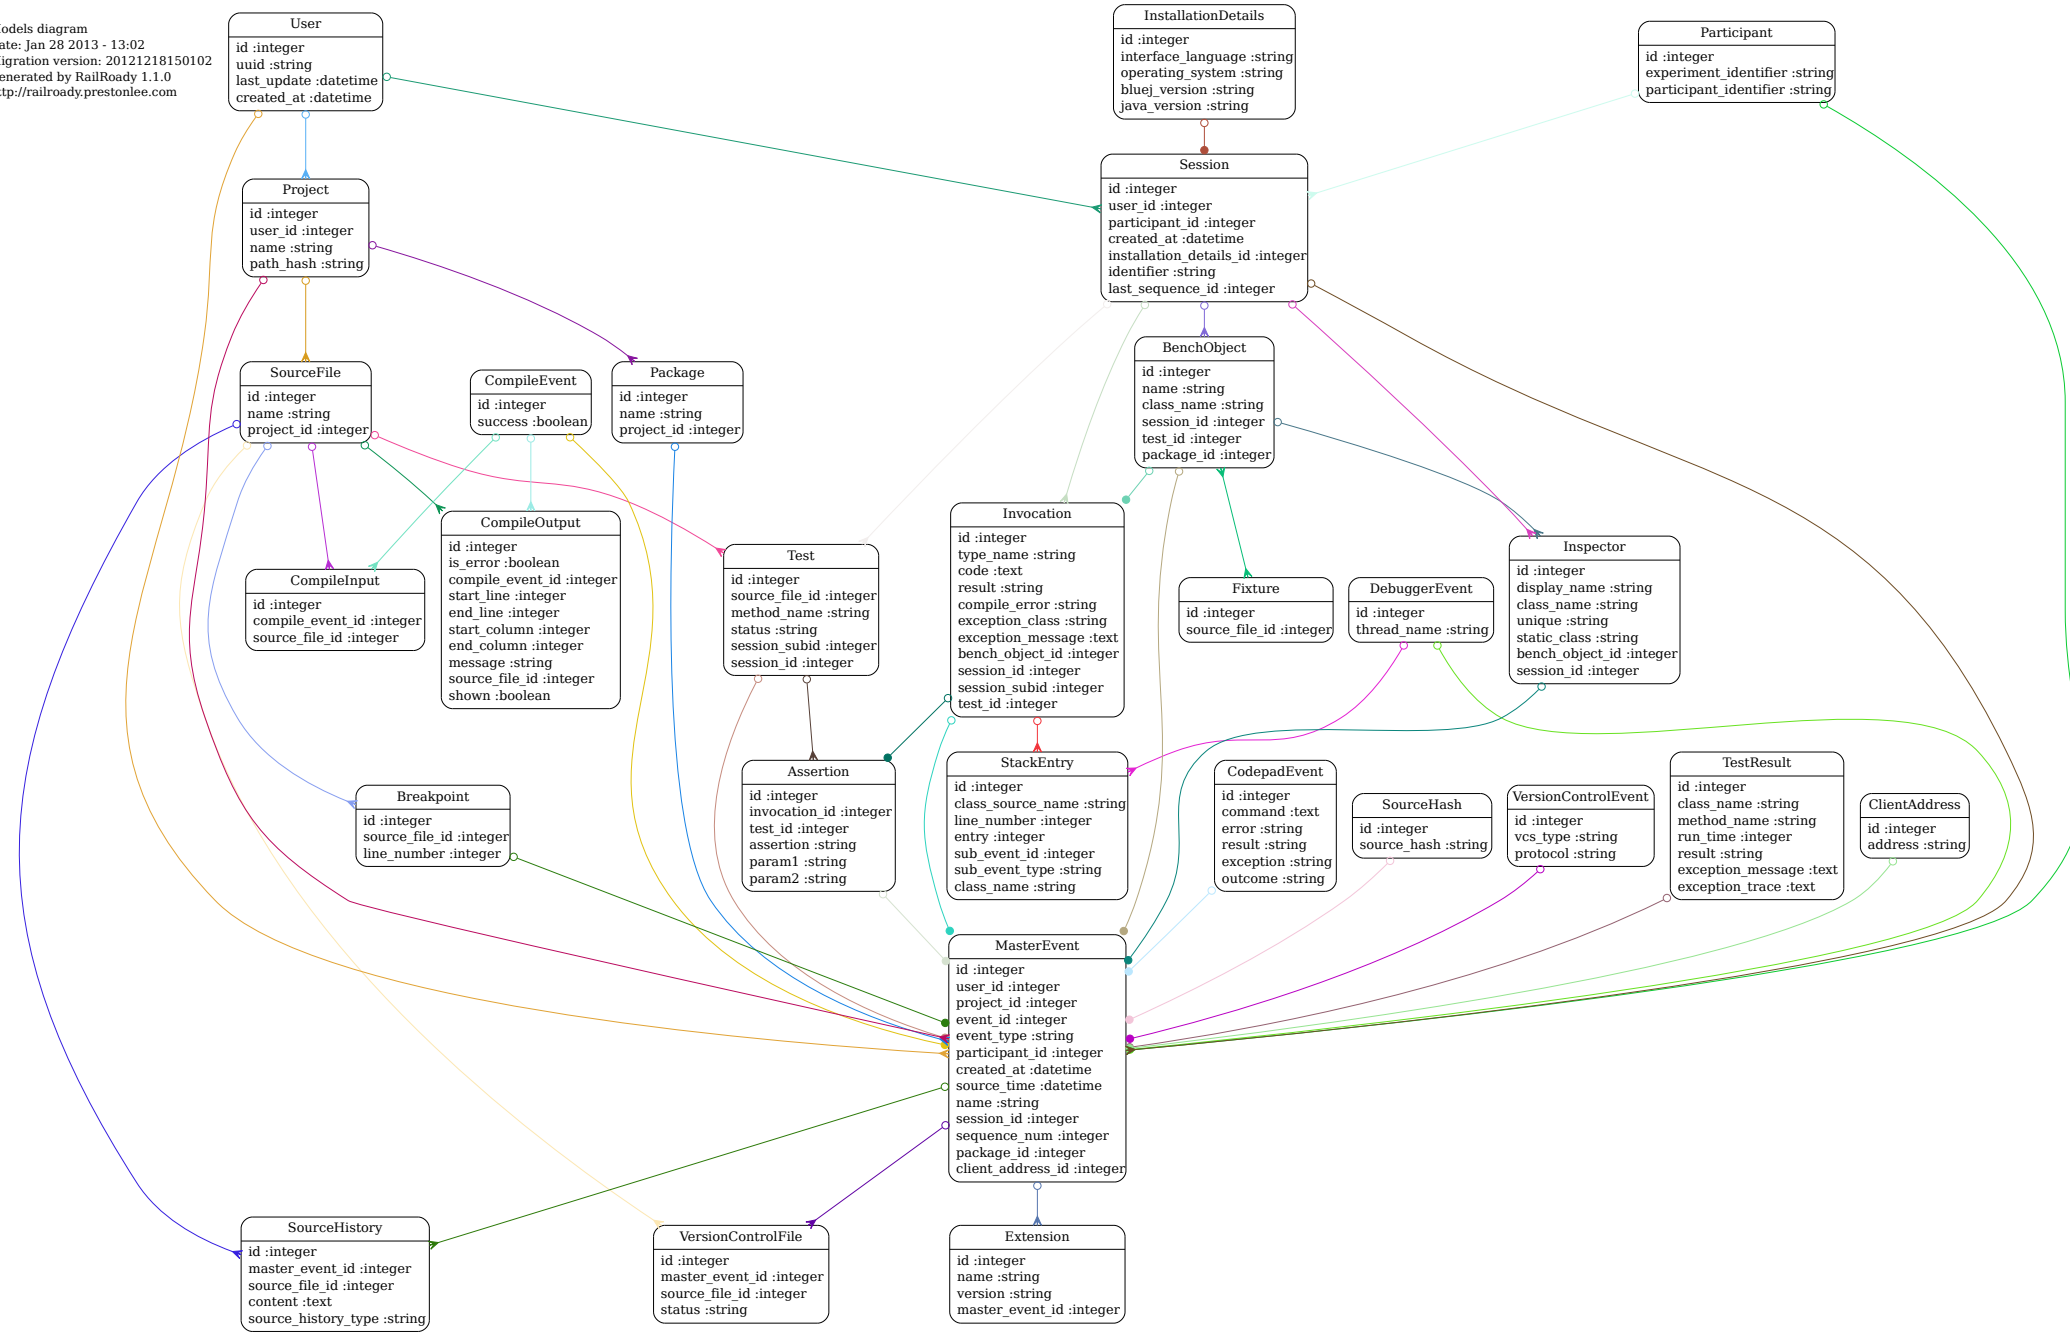 odels diagram
ate: Jan 28 2013 - 13:02
igration version: 20121218150102
enerated by RailRoady 1.1.0
ttp://railroady.prestonlee.com
User
id :integer
uuid :string
last_update :datetime
created_at :datetime
InstallationDetails
id :integer
interface_language :string
operating_system :string
bluej_version :string
java_version :string
Participant
id :integer
experiment_identifier :string
participant_identifier :string
Project
id :integer
user_id :integer
name :string
path_hash :string
Session
id :integer
user_id :integer
participant_id :integer
created_at :datetime
installation_details_id :integer
identifier :string
last_sequence_id :integer
SourceFile
id :integer
name :string
project_id :integer
CompileEvent
id :integer
success :boolean
Package
id :integer
name :string
project_id :integer
BenchObject
id :integer
name :string
class_name :string
session_id :integer
test_id :integer
package_id :integer
CompileInput
id :integer
compile_event_id :integer
source_file_id :integer
CompileOutput
id :integer
is_error :boolean
compile_event_id :integer
start_line :integer
end_line :integer
start_column :integer
end_column :integer
message :string
source_file_id :integer
shown :boolean
Test
id :integer
source_file_id :integer
method_name :string
status :string
session_subid :integer
session_id :integer
Invocation
id :integer
type_name :string
code :text
result :string
compile_error :string
exception_class :string
exception_message :text
bench_object_id :integer
session_id :integer
session_subid :integer
test_id :integer
Fixture
id :integer
source_file_id :integer
DebuggerEvent
id :integer
thread_name :string
Inspector
id :integer
display_name :string
class_name :string
unique :string
static_class :string
bench_object_id :integer
session_id :integer
Breakpoint
id :integer
source_file_id :integer
line_number :integer
Assertion
id :integer
invocation_id :integer
test_id :integer
assertion :string
param1 :string
param2 :string
StackEntry
id :integer
class_source_name :string
line_number :integer
entry :integer
sub_event_id :integer
sub_event_type :string
class_name :string
CodepadEvent
id :integer
command :text
error :string
result :string
exception :string
outcome :string
SourceHash
id :integer
source_hash :string
VersionControlEvent
id :integer
vcs_type :string
protocol :string
TestResult
id :integer
class_name :string
method_name :string
run_time :integer
result :string
exception_message :text
exception_trace :text
ClientAddress
id :integer
address :string
MasterEvent
id :integer
user_id :integer
project_id :integer
event_id :integer
event_type :string
participant_id :integer
created_at :datetime
source_time :datetime
name :string
session_id :integer
sequence_num :integer
package_id :integer
client_address_id :integer
SourceHistory
id :integer
master_event_id :integer
source_file_id :integer
content :text
source_history_type :string
VersionControlFile
id :integer
master_event_id :integer
source_file_id :integer
status :string
Extension
id :integer
name :string
version :string
master_event_id :integer